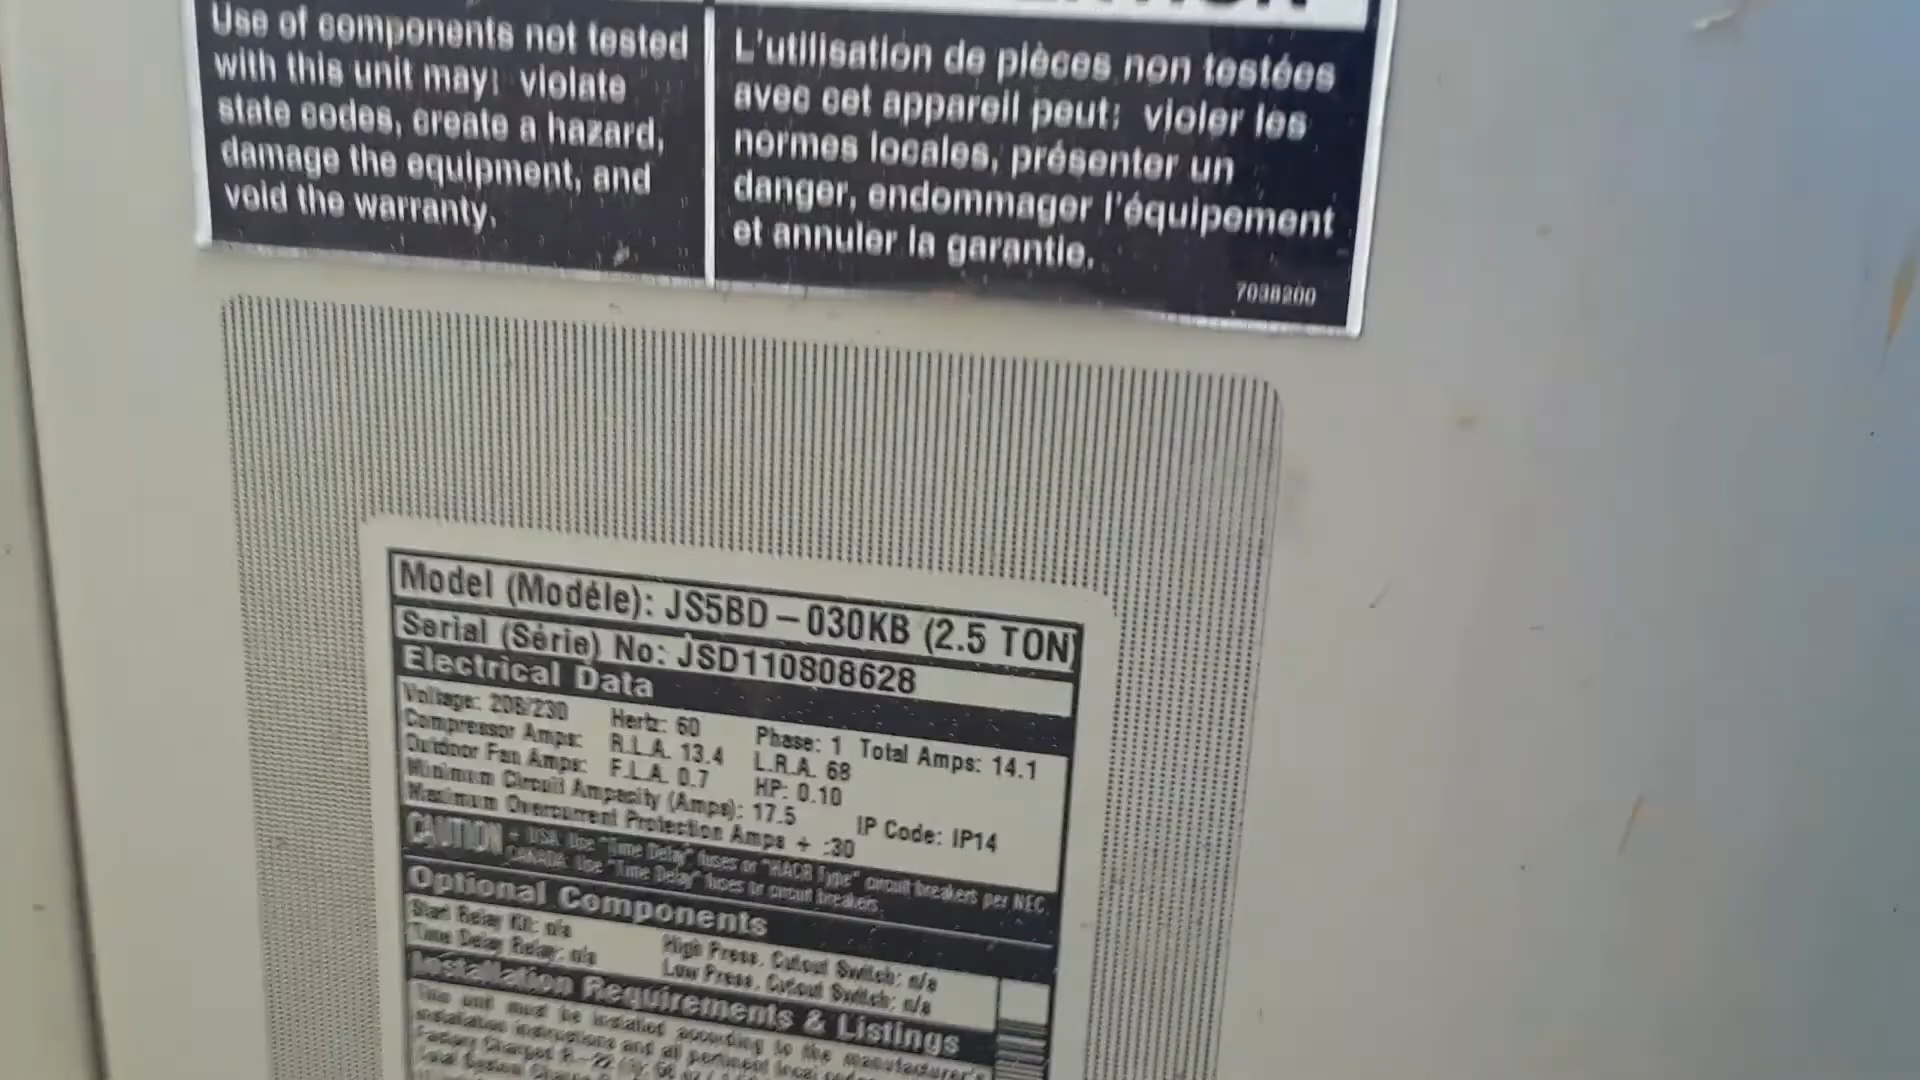 Use of components not tested
with this unit may: violate
state codes, create a hazard,
damage the equipment, and
void the warranty.
L'utilisation de pièces non testées
avec cet appareil peut: violer les
normes locales, présenter un
danger, endommager l'équipement
et annuler la garantie.
7038200
Model (Modéle): JS5BD-030KB (2.5 TON)
Serial (Série) No: JSD110808628
Electrical Data
Voltage: 208/230 Hertz: 60 Phase: 1 Total Amps: 14.1
Compressor Amps: R.L.A. 13.4 L.R.A. 68
Outdoor Fan Amps: F.L.A. 0.7 HP: 0.10
Minimum Circuit Ampacity (Amps): 17.5 IP Code: IP14
Maximum Overcurrent Protection Amps + :30
CAUTION + USA: Use "Time Delay" fuses or "HACR Type" circuit breakers per NEC.
CANADA: Use "Time Delay" fuses or circuit breakers.
Optional Components
Start Relay Kit: n/a High Press. Cutout Switch: n/a
Time Delay Relay: n/a Low Press. Cutout Switch: n/a
Installation Requirements & Listings
This unit must be installed according to the manufacturer's
installation instructions and all pertinent local codes
Factory Charged R-22